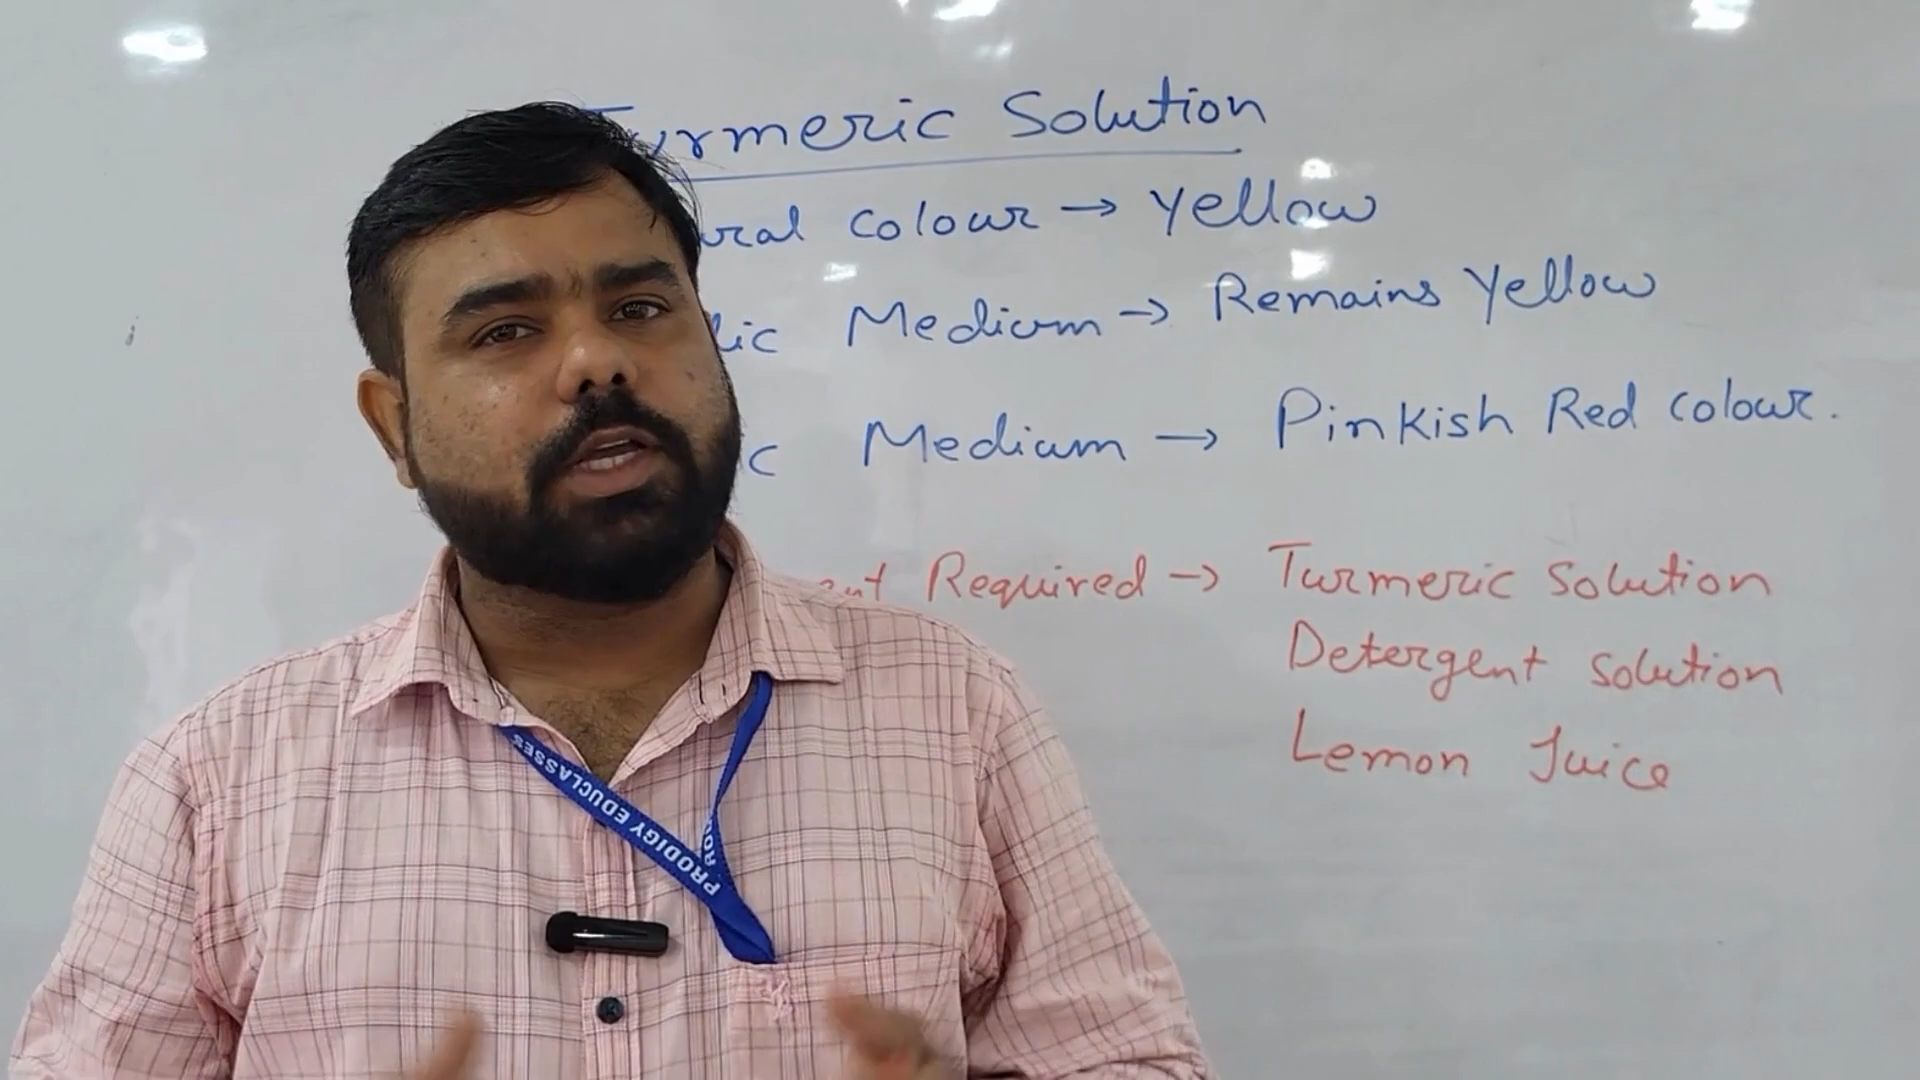 Turmeric Solution
colour → Yellow
Medium → Remains Yellow
Medium → Pinkish Red colour.
Required → Turmeric Solution
Detergent solution
Lemon Juice
PRODIGY EDUCLASSES